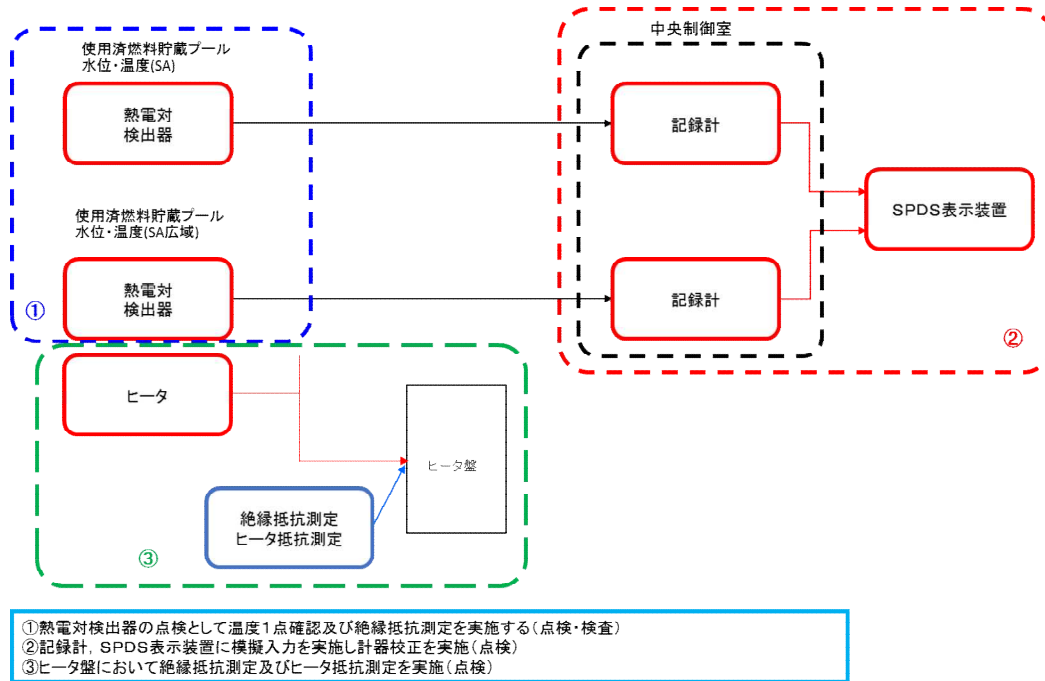 中央制御室
使用済燃料貯蔵プール
水位・温度(SA)
熱電対
検出器
記録計
SPDS表示装置
使用済燃料貯蔵プール
水位・温度(SA広域)
熱電対
検出器
記録計
①
②
ヒータ
ヒータ盤
絶縁抵抗測定
ヒータ抵抗測定
③
①熱電対検出器の点検として温度1点確認及び絶縁抵抗測定を実施する(点検・検査)
②記録計, SPDS表示装置に模擬入力を実施し計器校正を実施(点検)
③ヒータ盤において絶縁抵抗測定及びヒータ抵抗測定を実施(点検)